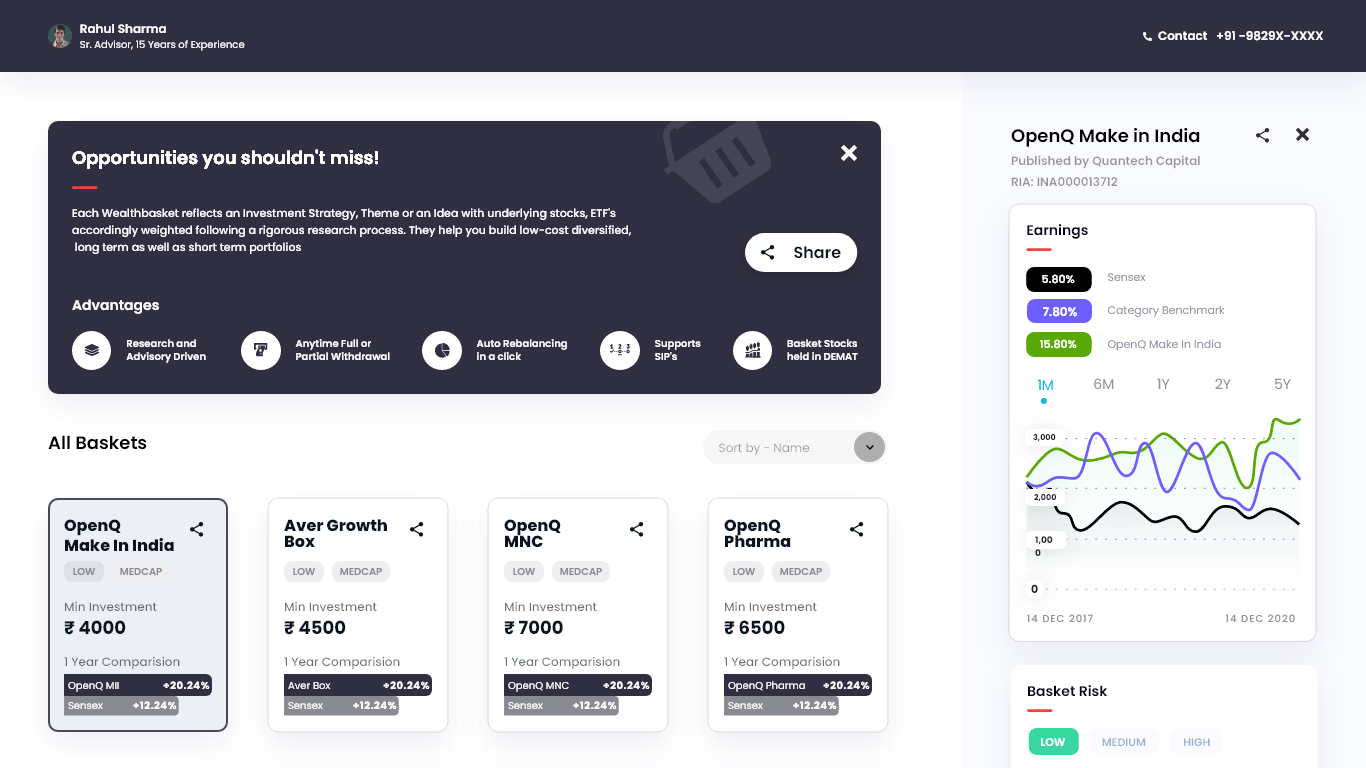 Rahul Sharma
Sr. Advisor, 15 Years of Experience
Contact +91 -9829X-XXXX
Opportunities you shouldn't miss!
Each Wealthbasket reflects an Investment Strategy, Theme or an Idea with underlying stocks, ETF's
accordingly weighted following a rigorous research process. They help you build low-cost diversified,
long term as well as short term portfolios
Share
Advantages
Research and
Advisory Driven
Anytime Full or
Partial Withdrawal
Auto Rebalancing
in a click
1 2 3
Supports
SIP's
Basket Stocks
held in DEMAT
All Baskets
Sort by - Name
OpenQ
Make In India
LOW MEDCAP
Min Investment
₹ 4000
1 Year Comparision
OpenQ MII +20.24%
Sensex +12.24%
Aver Growth
Box
LOW MEDCAP
Min Investment
₹ 4500
1 Year Comparision
Aver Box +20.24%
Sensex +12.24%
OpenQ
MNC
LOW MEDCAP
Min Investment
₹ 7000
1 Year Comparision
OpenQ MNC +20.24%
Sensex +12.24%
OpenQ
Pharma
LOW MEDCAP
Min Investment
₹ 6500
1 Year Comparision
OpenQ Pharma +20.24%
Sensex +12.24%
OpenQ Make in India
Published by Quantech Capital
RIA: INA000013712
Earnings
5.80% Sensex
7.80% Category Benchmark
15.80% OpenQ Make In India
1M 6M 1Y 2Y 5Y
3,000
2,000
1,00
0
0
14 DEC 2017 14 DEC 2020
Basket Risk
LOW MEDIUM HIGH